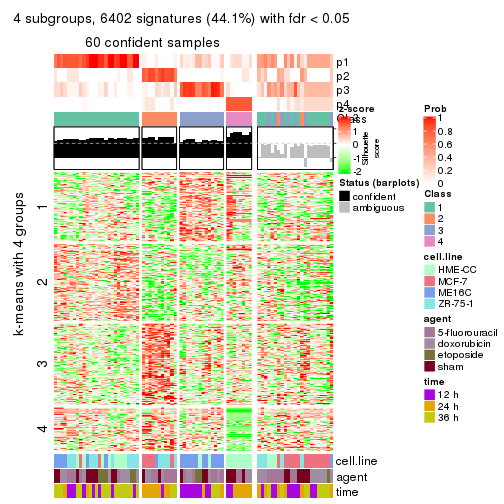 4 subgroups, 6402 signatures (44.1%) with fdr < 0.05
60 confident samples
p1
p2
p3
p4
Class
z-score
2
1
0
-1
-2
Silhouette
score
Prob
1
0.8
0.6
0.4
0.2
0
Status (barplots)
confident
ambiguous
Class
1
2
3
4
cell.line
HME-CC
MCF-7
ME16C
ZR-75-1
agent
5-fluorouracil
doxorubicin
etoposide
sham
time
12 h
24 h
36 h
k-means with 4 groups
1
2
3
4
cell.line
agent
time